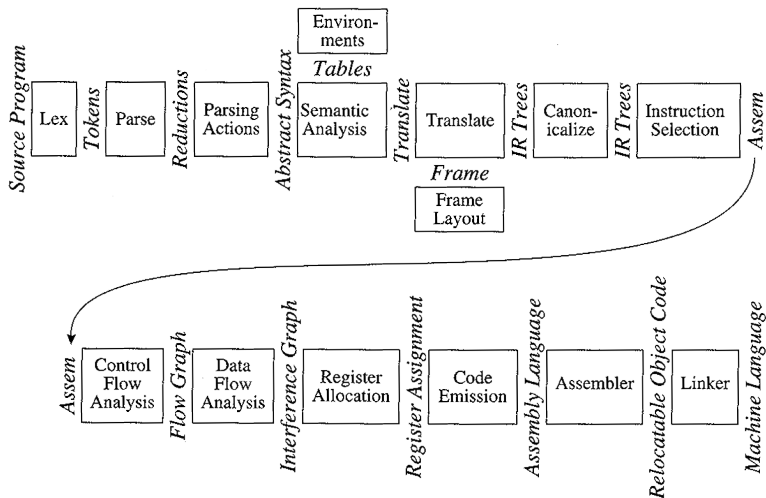 Environ-
ments
Tables
Source Program
Lex
Tokens
Parse
Reductions
Parsing
Actions
Abstract Syntax
Semantic
Analysis
Translate
Translate
IR Trees
Canon-
icalize
IR Trees
Instruction
Selection
Assem
Frame
Frame
Layout
Assem
Control
Flow
Analysis
Flow Graph
Data
Flow
Analysis
Interference Graph
Register
Allocation
Register Assignment
Code
Emission
Assembly Language
Assembler
Relocatable Object Code
Linker
Machine Language